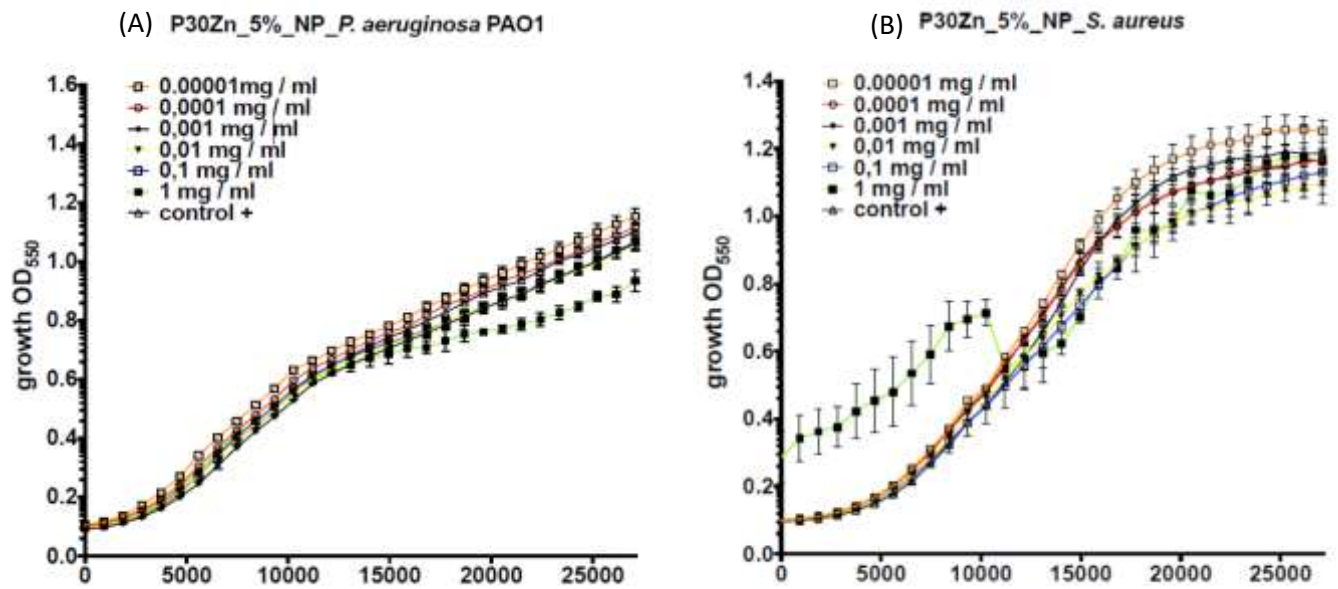 (A) P30Zn_5%_NP_P. aeruginosa PAO1
1.6
1.4
1.2
1.0
0.8
0.6
0.4
0.2
0.0
growth OD550
0.00001mg / ml
0,0001 mg / ml
0,001 mg / ml
0,01 mg / ml
0,1 mg / ml
1 mg / ml
control +
0 5000 10000 15000 20000 25000
(B) P30Zn_5%_NP_S. aureus
1.4
1.2
1.0
0.8
0.6
0.4
0.2
0.0
growth OD550
0.00001 mg / ml
0.0001 mg / ml
0.001 mg / ml
0,01 mg / ml
0,1 mg / ml
1 mg / ml
control +
0 5000 10000 15000 20000 25000